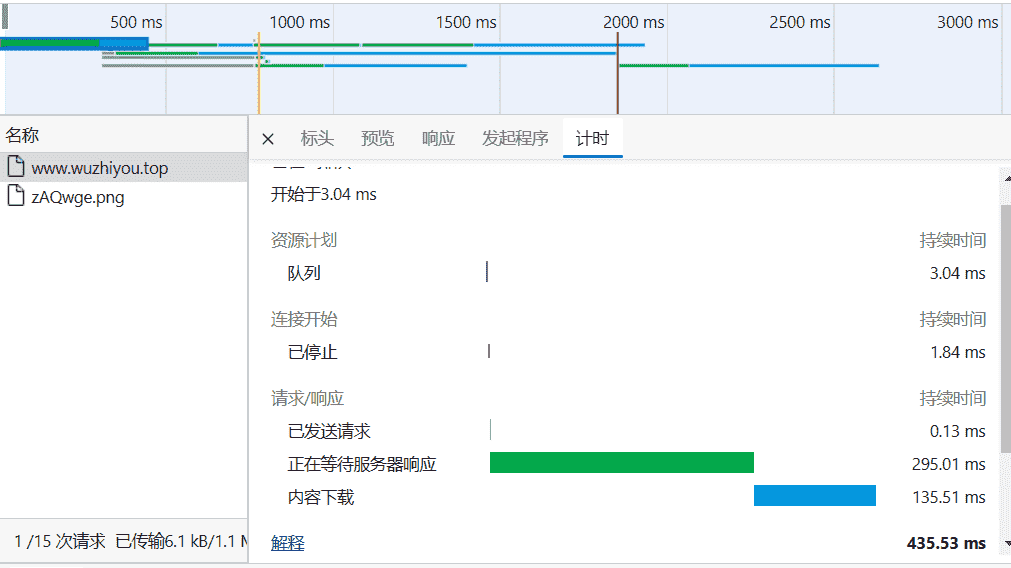 500 ms 1000 ms 1500 ms 2000 ms 2500 ms 3000 ms
名称
× 标头 预览 响应 发起程序 计时
www.wuzhiyou.top
zAQwge.png
开始于3.04 ms
资源计划 持续时间
队列 3.04 ms
连接开始 持续时间
已停止 1.84 ms
请求/响应 持续时间
已发送请求 0.13 ms
正在等待服务器响应 295.01 ms
内容下载 135.51 ms
1 /15 次请求 已传输6.1 kB/1.1 M
解释 435.53 ms